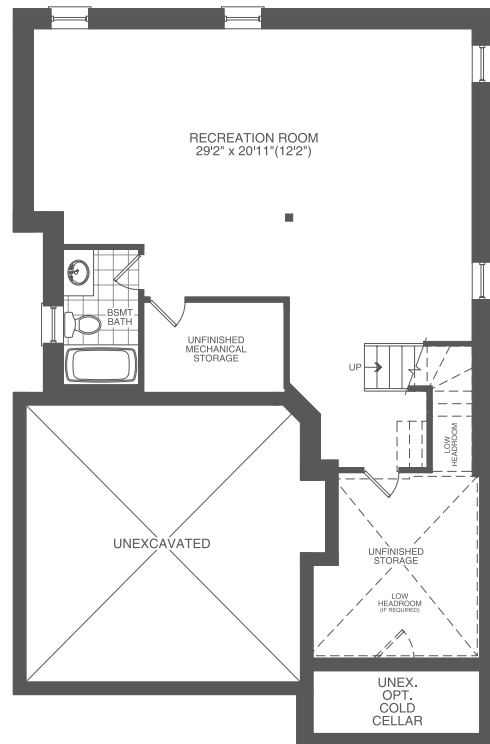 RECREATION ROOM
29'2" x 20'11"(12'2")
BSMT
BATH
UNFINISHED
MECHANICAL
STORAGE
UP
LOW
HEADROOM
UNEXCAVATED
UNFINISHED
STORAGE
LOW
HEADROOM
(IF REQUIRED)
UNEX.
OPT.
COLD
CELLAR